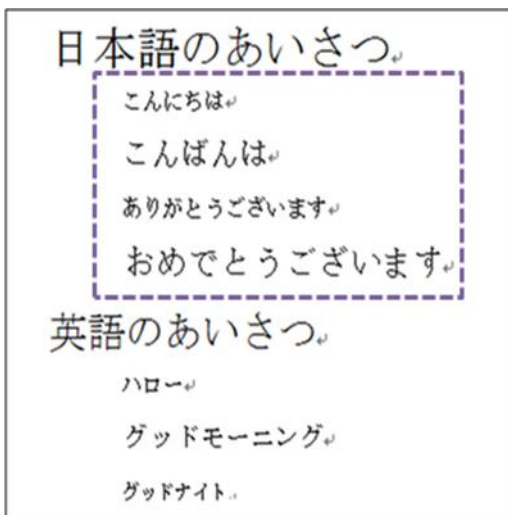 日本語のあいさつ
こんにちは
こんばんは
ありがとうございます
おめでとうございます
英語のあいさつ
ハロー
グッドモーニング
グッドナイト